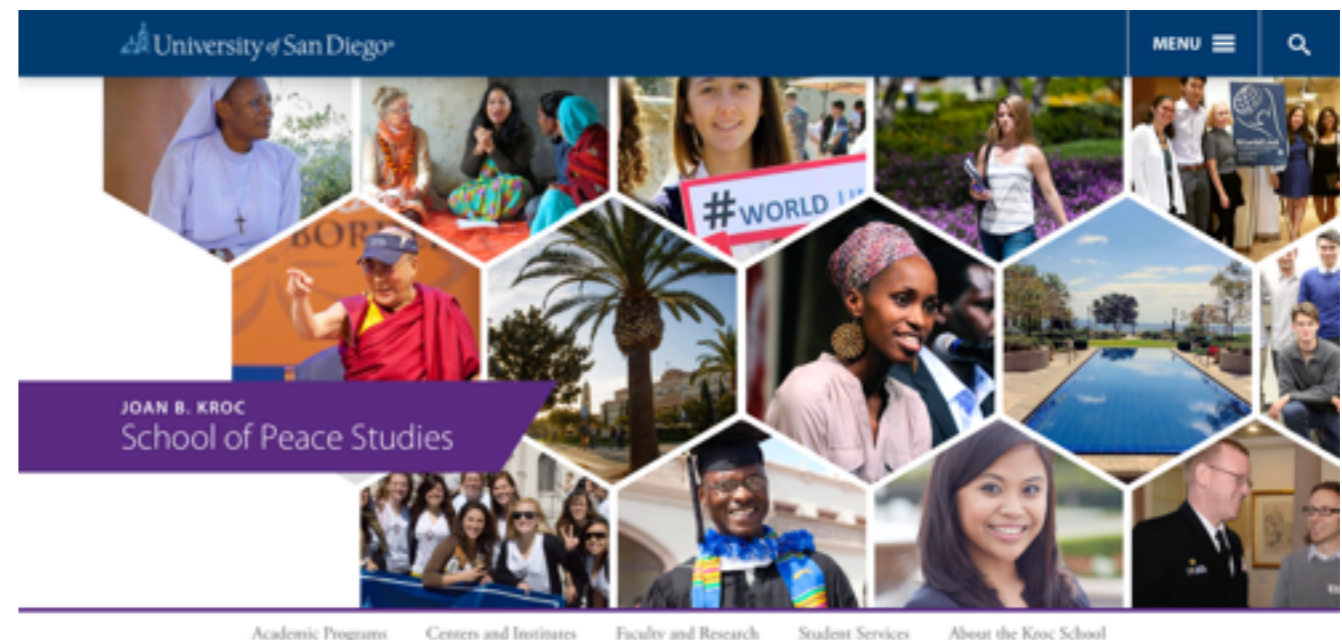 University of San Diego®
MENU
#WORLD
BOR
JOAN B. KROC
School of Peace Studies
Academic Programs
Centers and Institutes
Faculty and Research
Student Services
About the Kroc School